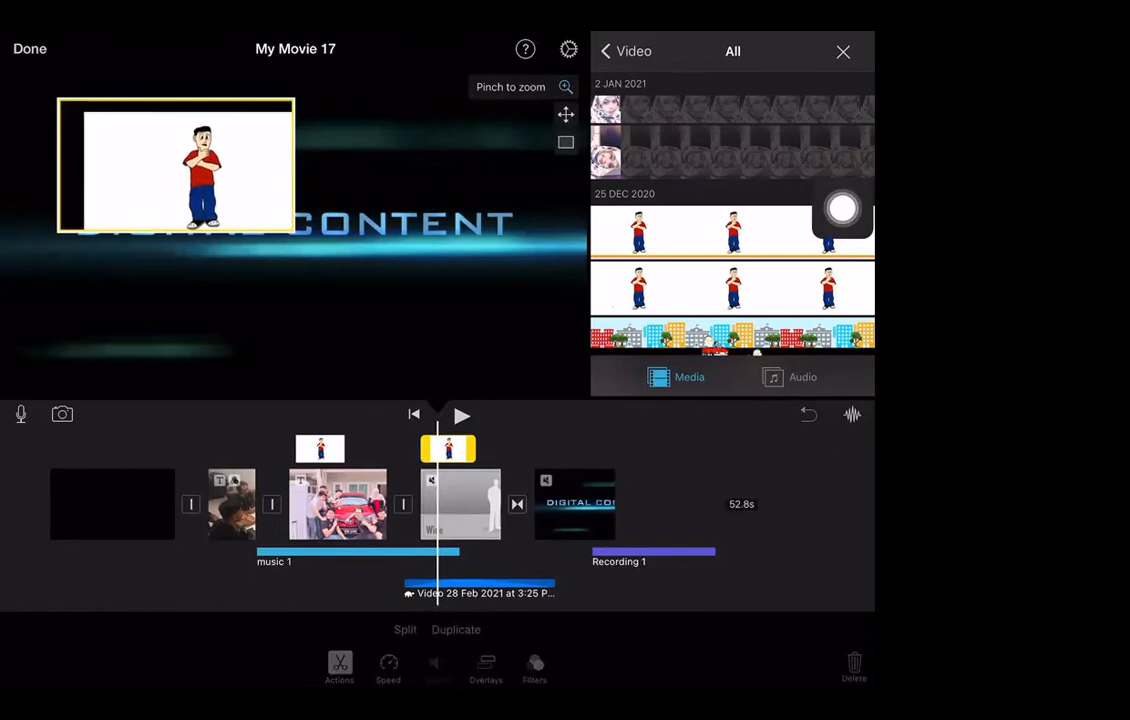 Done
My Movie 17
?
Pinch to zoom
CONTENT
Video
All
2 JAN 2021
25 DEC 2020
Media
Audio
T
T
DIGITAL CO
52.8s
music 1
Recording 1
Video 28 Feb 2021 at 3:25 P...
Split
Duplicate
Actions
Speed
Overlays
Filters
Delete